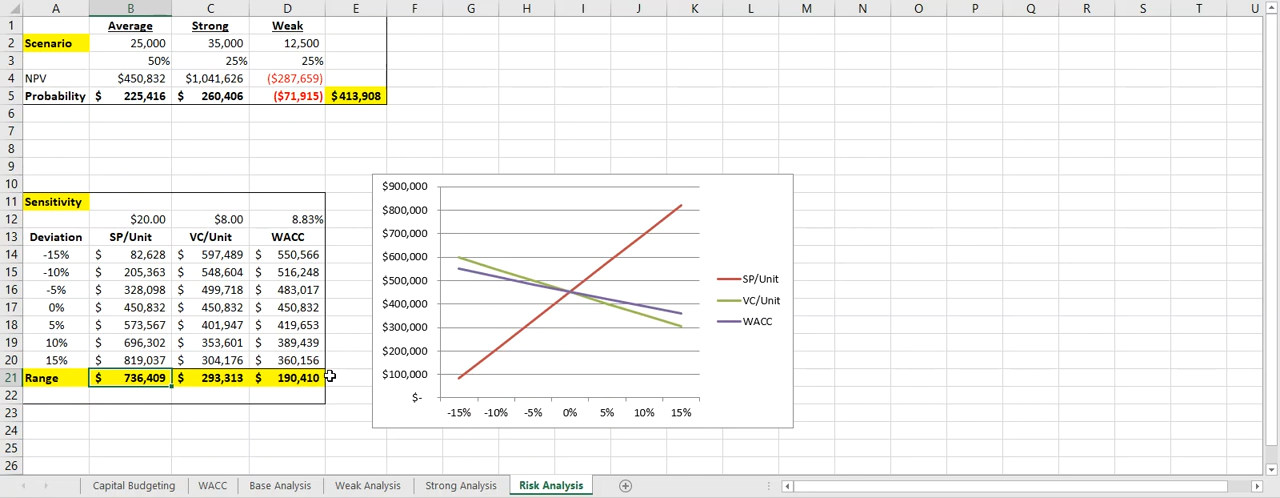 A B C D E F G H I J K L M N O P Q R S T U
1 Average Strong Weak
2 Scenario 25,000 35,000 12,500
3 50% 25% 25%
4 NPV $450,832 $1,041,626 ($287,659)
5 Probability $ 225,416 $ 260,406 ($71,915) $413,908
6
7
8
9
10
11 Sensitivity
12 $20.00 $8.00 8.83%
13 Deviation SP/Unit VC/Unit WACC
14 -15% $ 82,628 $ 597,489 $ 550,566
15 -10% $ 205,363 $ 548,604 $ 516,248
16 -5% $ 328,098 $ 499,718 $ 483,017
17 0% $ 450,832 $ 450,832 $ 450,832
18 5% $ 573,567 $ 401,947 $ 419,653
19 10% $ 696,302 $ 353,601 $ 389,439
20 15% $ 819,037 $ 304,176 $ 360,156
21 Range $ 736,409 $ 293,313 $ 190,410
22
23
24
25
26
$900,000
$800,000
$700,000
$600,000
$500,000
$400,000
$300,000
$200,000
$100,000
$-
-15% -10% -5% 0% 5% 10% 15%
SP/Unit
VC/Unit
WACC
Capital Budgeting WACC Base Analysis Weak Analysis Strong Analysis Risk Analysis